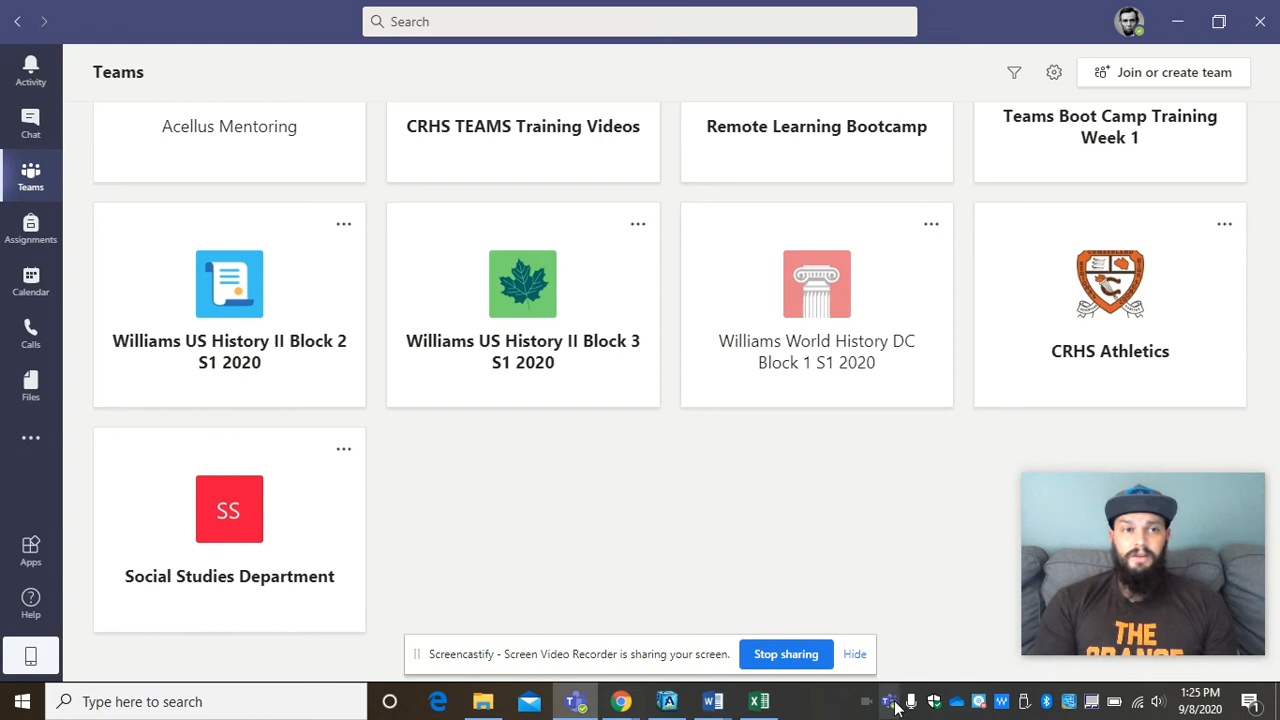 Search
Activity
Chat
Teams
Assignments
Calendar
Calls
Files
Apps
Help
Teams
Join or create team
Acellus Mentoring
CRHS TEAMS Training Videos
Remote Learning Bootcamp
Teams Boot Camp Training
Week 1
Williams US History II Block 2
S1 2020
Williams US History II Block 3
S1 2020
Williams World History DC
Block 1 S1 2020
CRHS Athletics
SS
Social Studies Department
THE
ORANGE
Screencastify - Screen Video Recorder is sharing your screen.
Stop sharing
Hide
Type here to search
1:25 PM
9/8/2020
1